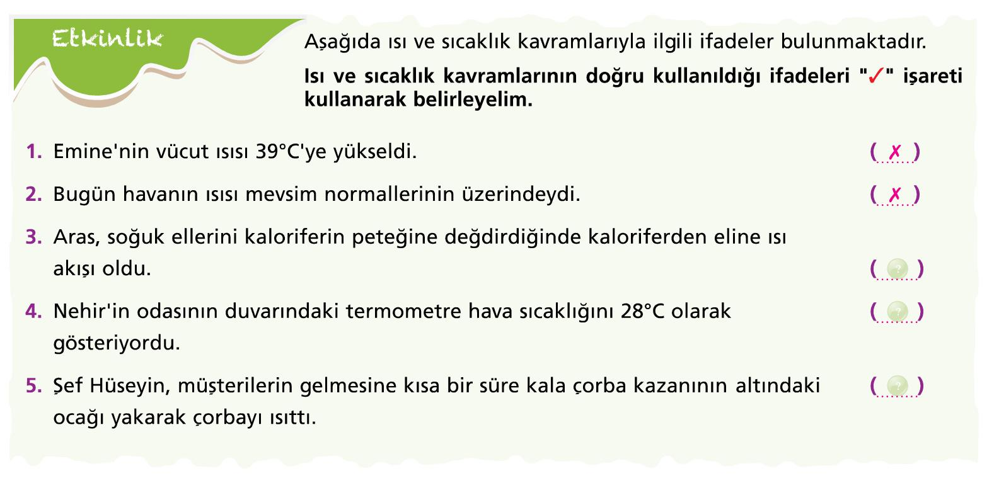 Etkinlik
Aşağıda ısı ve sıcaklık kavramlarıyla ilgili ifadeler bulunmaktadır.
Isı ve sıcaklık kavramlarının doğru kullanıldığı ifadeleri "✓" işareti
kullanarak belirleyelim.
1. Emine'nin vücut ısısı 39°C'ye yükseldi. ( ✗ )
2. Bugün havanın ısısı mevsim normallerinin üzerindeydi. ( ✗ )
3. Aras, soğuk ellerini kaloriferin peteğine değdirdiğinde kaloriferden eline ısı
akışı oldu. ( ? )
4. Nehir'in odasının duvarındaki termometre hava sıcaklığını 28°C olarak ( ? )
gösteriyordu.
5. Şef Hüseyin, müşterilerin gelmesine kısa bir süre kala çorba kazanının altındaki ( ? )
ocağı yakarak çorbayı ısıttı.